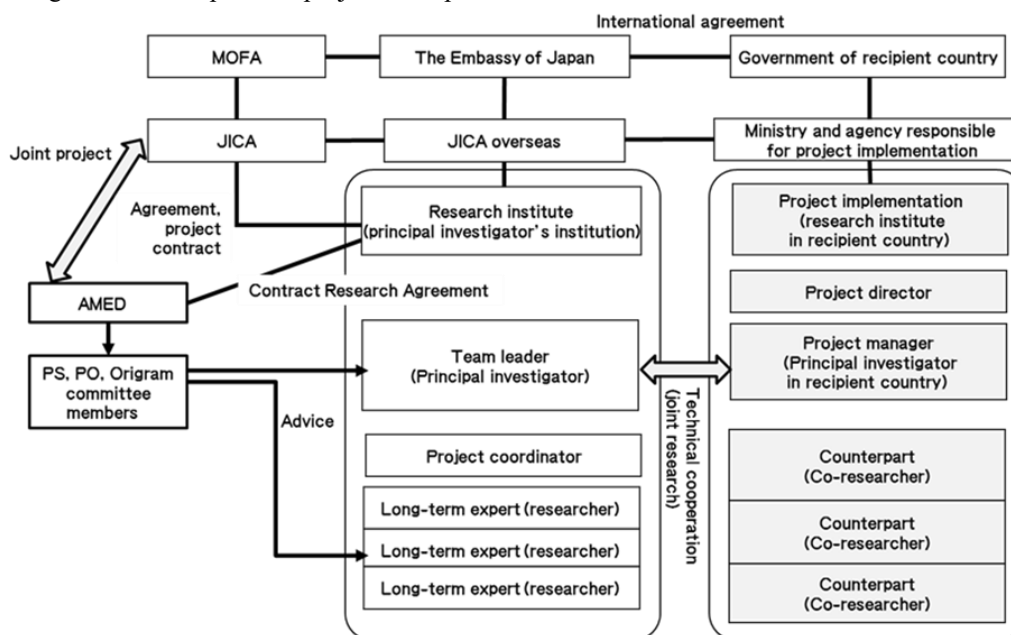 International agreement
MOFA
The Embassy of Japan
Government of recipient country
JICA
JICA overseas
Ministry and agency responsible
for project implementation
Joint project
Agreement,
project
contract
Research institute
(principal investigator's institution)
Project implementation
(research institute
in recipient country)
Contract Research Agreement
AMED
Project director
PS, PO, Origram
committee
members
Team leader
(Principal investigator)
Project manager
(Principal investigator
in recipient country)
Advice
Technical cooperation
(joint research)
Project coordinator
Long-term expert (researcher)
Long-term expert (researcher)
Long-term expert (researcher)
Counterpart
(Co-researcher)
Counterpart
(Co-researcher)
Counterpart
(Co-researcher)